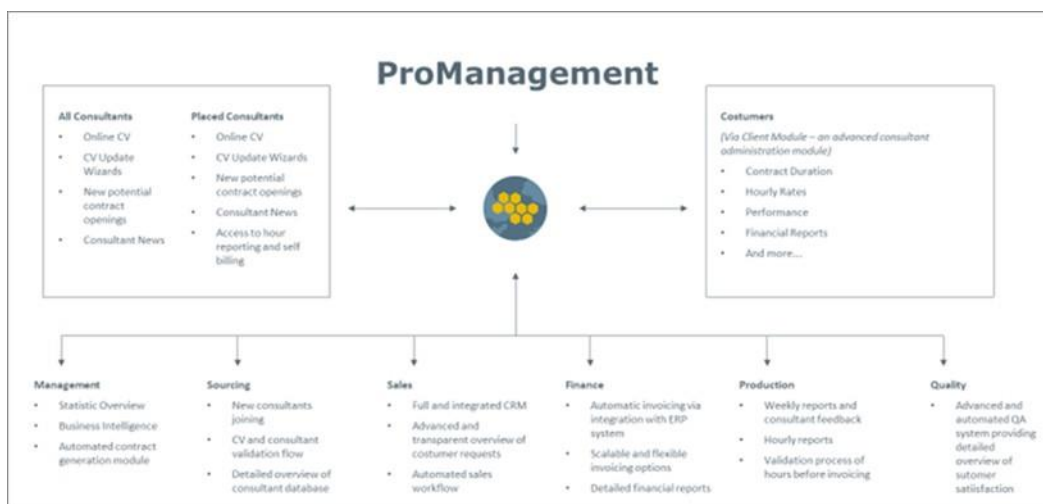 ProManagement
All Consultants
• Online CV
• CV Update
Wizards
• New potential
contract
openings
• Consultant News
Placed Consultants
• Online CV
• CV Update Wizards
• New potential
contract openings
• Consultant News
• Access to hour
reporting and self
billing
Costumers
(Via Client Module – an advanced consultant
administration module)
• Contract Duration
• Hourly Rates
• Performance
• Financial Reports
• And more...
Management
• Statistic Overview
• Business Intelligence
• Automated contract
generation module
Sourcing
• New consultants
joining
• CV and consultant
validation flow
• Detailed overview of
consultant database
Sales
• Full and integrated CRM
• Advanced and
transparent overview of
costumer requests
• Automated sales
workflow
Finance
• Automatic invoicing via
integration with ERP
system
• Scalable and flexible
invoicing options
• Detailed financial reports
Production
• Weekly reports and
consultant feedback
• Hourly reports
• Validation process of
hours before invoicing
Quality
• Advanced and
automated QA
system providing
detailed
overview of
sutomer
satiisfaction